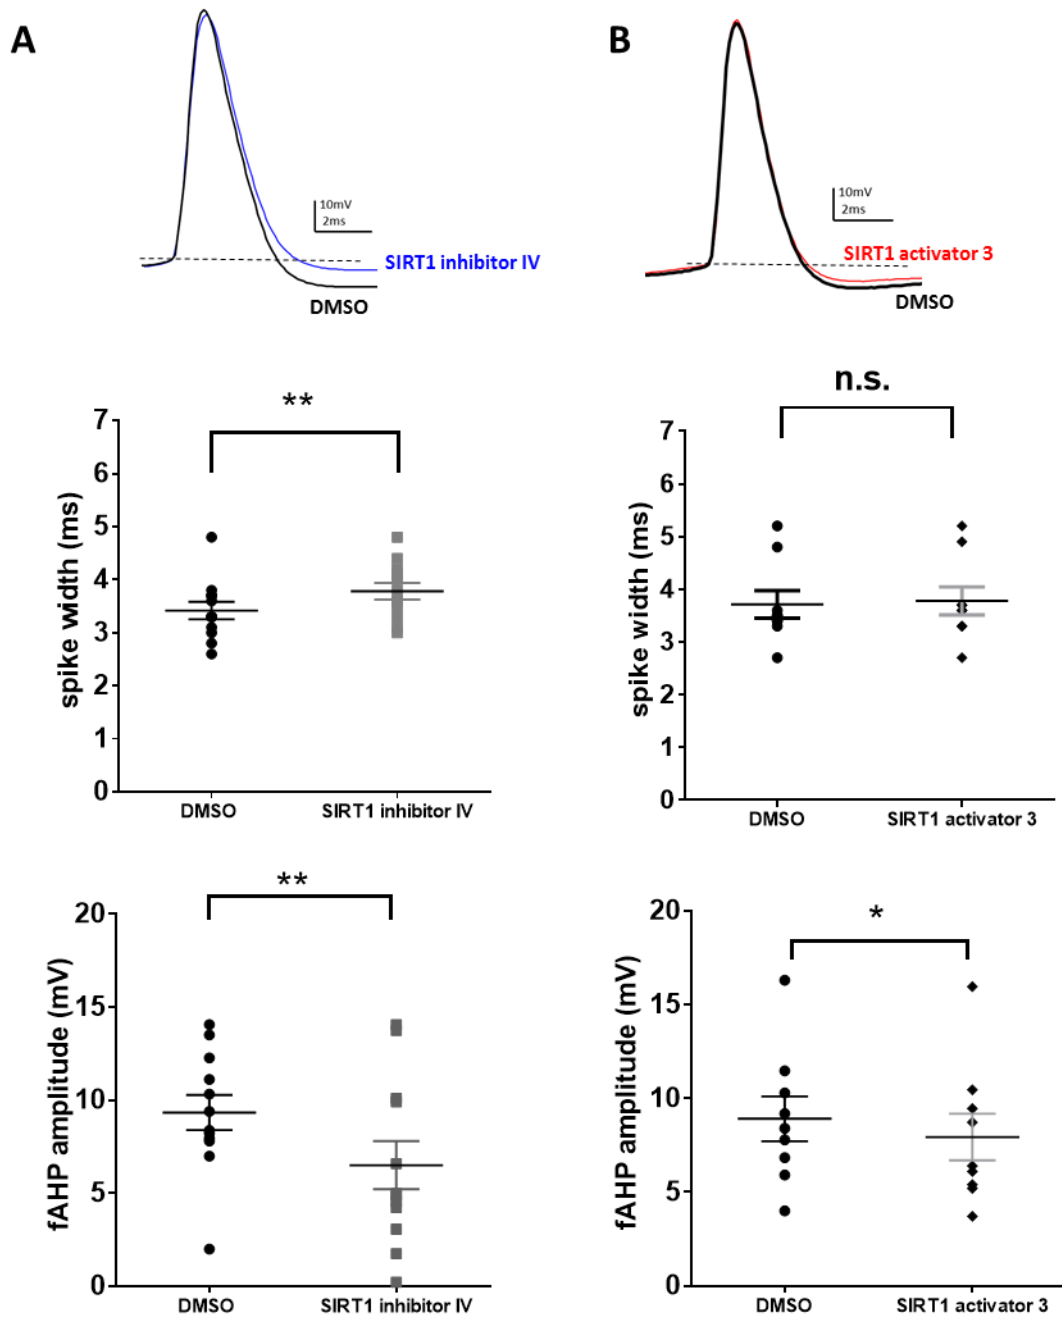 A
10mV
2ms
SIRT1 inhibitor IV
DMSO
**
7
6
5
4
3
2
1
0
spike width (ms)
DMSO
SIRT1 inhibitor IV
**
20
15
10
5
0
fAHP amplitude (mV)
DMSO
SIRT1 inhibitor IV
B
10mV
2ms
SIRT1 activator 3
DMSO
n.s.
7
6
5
4
3
2
1
0
spike width (ms)
DMSO
SIRT1 activator 3
*
20
15
10
5
0
fAHP amplitude (mV)
DMSO
SIRT1 activator 3